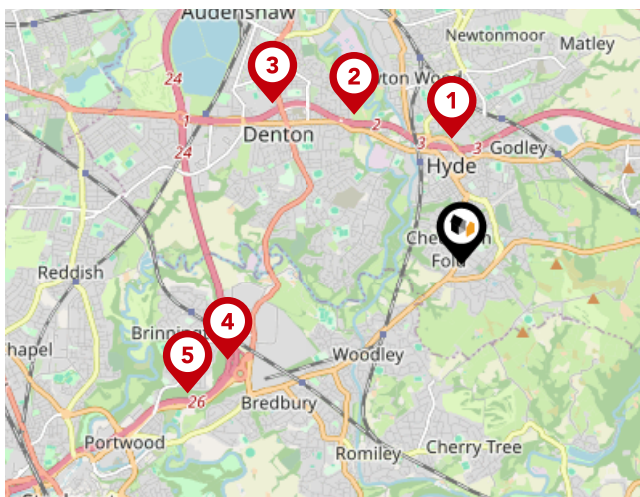 Audenshaw
Newtonmoor
Matley
24
3
2
1
1
2
Denton
24
3
3
Godley
Hyde
Fold
Reddish
4
5
Woodley
26
Bredbury
Portwood
Cherry Tree
Romiley